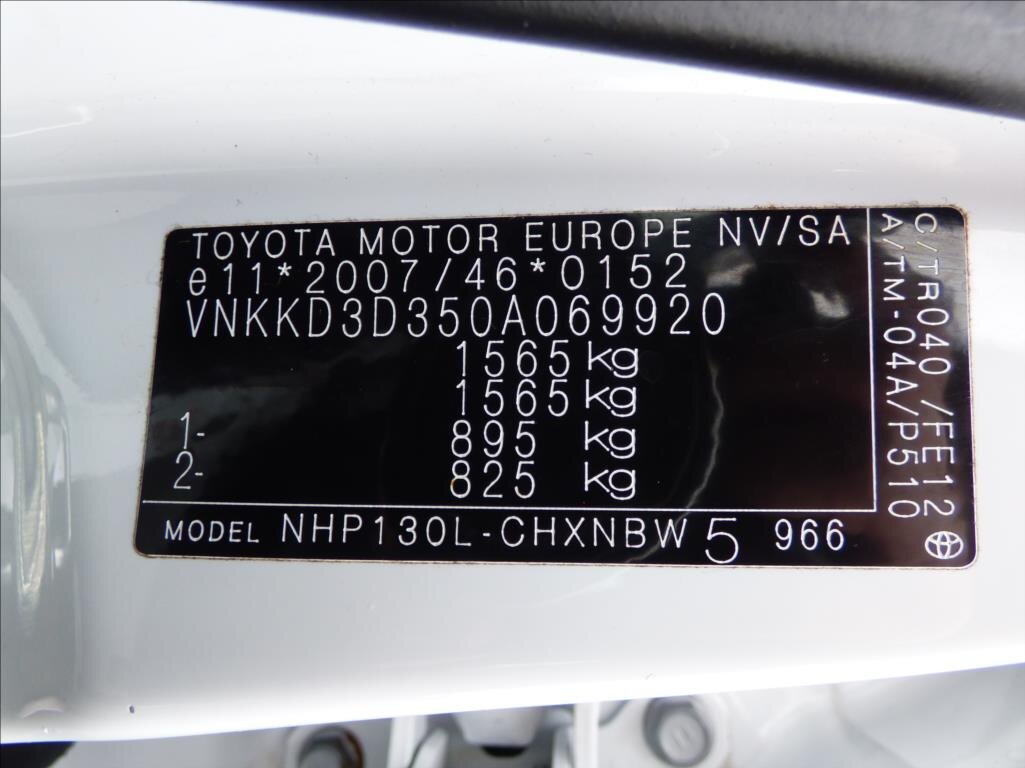 TOYOTA MOTOR EUROPE NV/SA
e11*2007/46*0152
VNKKD3D350A069920
1565 kg
1565 kg
1- 895 kg
2- 825 kg
MODEL NHP130L-CHXNBW 5 966
C/TR040 /FE12
A/TM-04A/P510